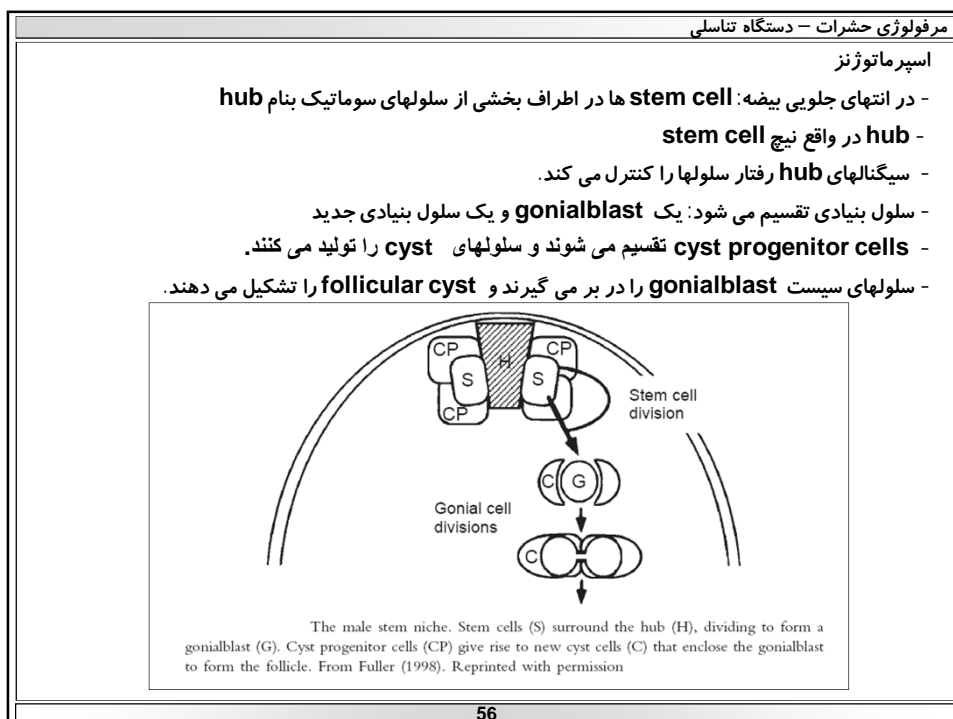 مرفولوژی حشرات – دستگاه تناسلی
اسپرماتوژنز
- در انتهای جلویی بیضه: stem cell ها در اطراف بخشی از سلولهای سوماتیک بنام hub
- hub در واقع نیچ stem cell
- سیگنالهای hub رفتار سلولها را کنترل می کند.
- سلول بنیادی تقسیم می شود: یک gonialblast و یک سلول بنیادی جدید
- cyst progenitor cells تقسیم می شوند و سلولهای cyst را تولید می کنند.
- سلولهای سیست gonialblast را در بر می گیرند و follicular cyst را تشکیل می دهند.
CP H CP
S S
CP
Stem cell
division
C G
Gonial cell
divisions
C
The male stem niche. Stem cells (S) surround the hub (H), dividing to form a
gonialblast (G). Cyst progenitor cells (CP) give rise to new cyst cells (C) that enclose the gonialblast
to form the follicle. From Fuller (1998). Reprinted with permission
56